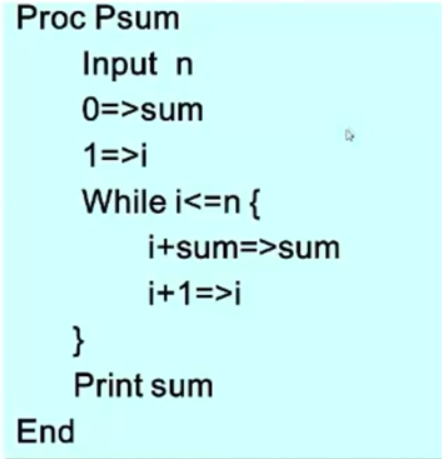 Proc Psum
Input n
0=>sum
1=>i
While i<=n {
i+sum=>sum
i+1=>i
}
Print sum
End